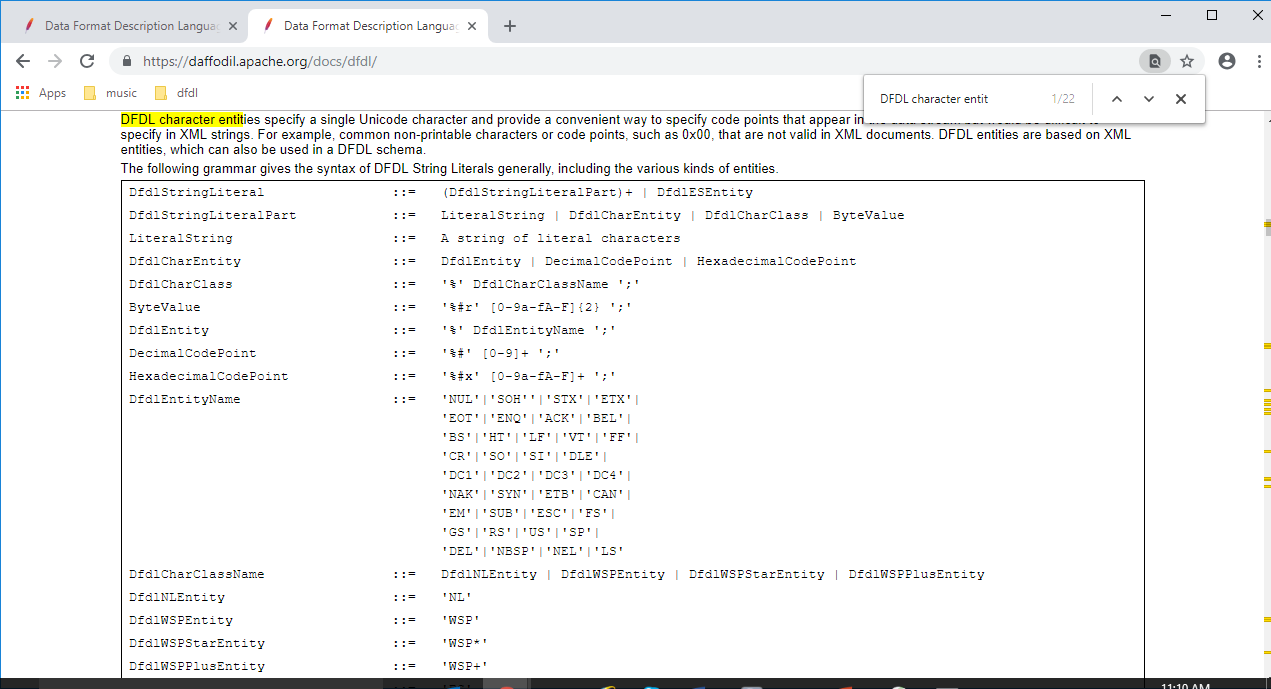 Data Format Description Langua
Data Format Description Langua
https://daffodil.apache.org/docs/dfdl/
Apps music dfdl
DFDL character entit 1/22
DFDL character entities specify a single Unicode character and provide a convenient way to specify code points that appear in
specify in XML strings. For example, common non-printable characters or code points, such as 0x00, that are not valid in XML documents. DFDL entities are based on XML
entities, which can also be used in a DFDL schema.
The following grammar gives the syntax of DFDL String Literals generally, including the various kinds of entities.
DfdlStringLiteral ::= (DfdlStringLiteralPart)+ | DfdlESEntity
DfdlStringLiteralPart ::= LiteralString | DfdlCharEntity | DfdlCharClass | ByteValue
LiteralString ::= A string of literal characters
DfdlCharEntity ::= DfdlEntity | DecimalCodePoint | HexadecimalCodePoint
DfdlCharClass ::= '%' DfdlCharClassName ';'
ByteValue ::= '%#r' [0-9a-fA-F]{2} ';'
DfdlEntity ::= '%' DfdlEntityName ';'
DecimalCodePoint ::= '%#' [0-9]+ ';'
HexadecimalCodePoint ::= '%#x' [0-9a-fA-F]+ ';'
DfdlEntityName ::= 'NUL'|'SOH''|'STX'|'ETX'|
'EOT'|'ENQ'|'ACK'|'BEL'|
'BS'|'HT'|'LF'|'VT'|'FF'|
'CR'|'SO'|'SI'|'DLE'|
'DC1'|'DC2'|'DC3'|'DC4'|
'NAK'|'SYN'|'ETB'|'CAN'|
'EM'|'SUB'|'ESC'|'FS'|
'GS'|'RS'|'US'|'SP'|
'DEL'|'NBSP'|'NEL'|'LS'
DfdlCharClassName ::= DfdlNLEntity | DfdlWSPEntity | DfdlWSPStarEntity | DfdlWSPPlusEntity
DfdlNLEntity ::= 'NL'
DfdlWSPEntity ::= 'WSP'
DfdlWSPStarEntity ::= 'WSP*'
DfdlWSPPlusEntity ::= 'WSP+'
11:10 AM